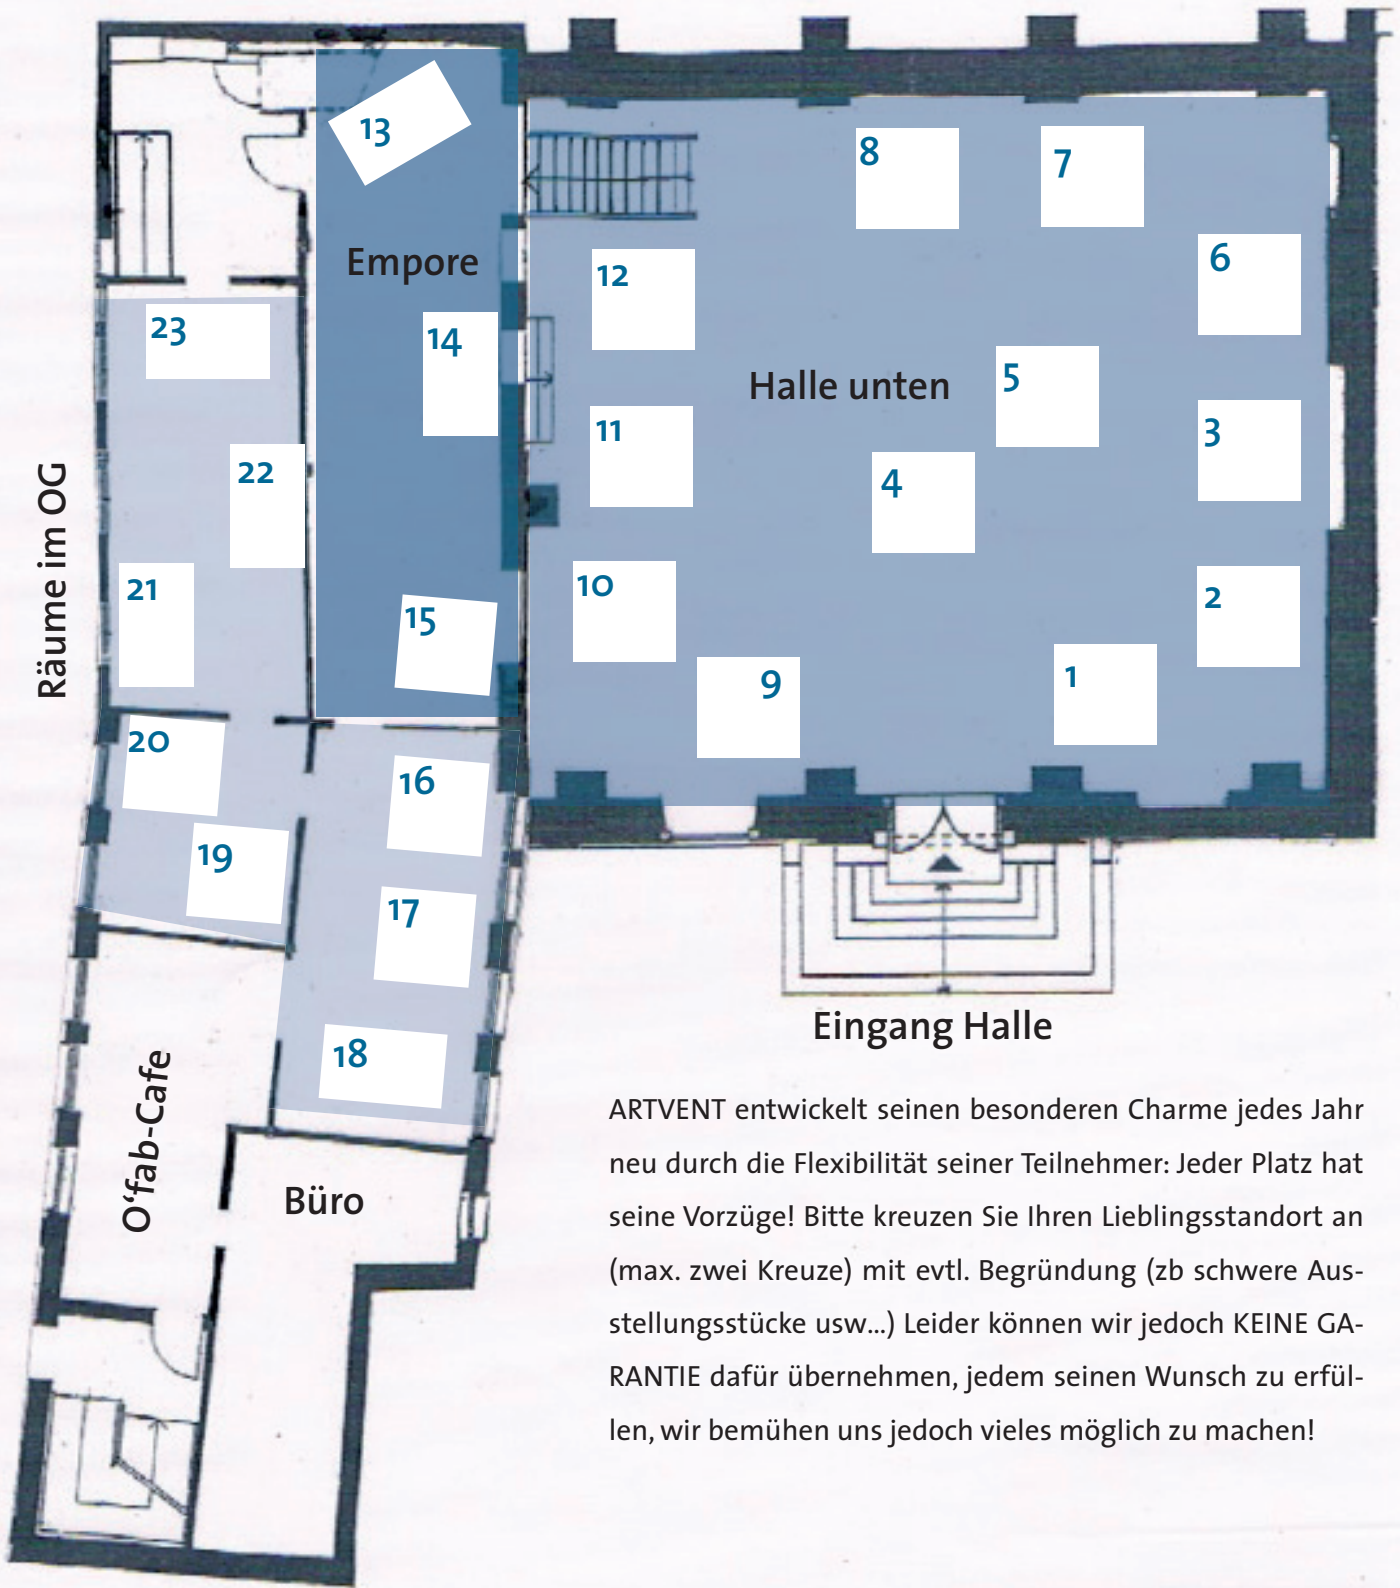 13
8
7
Empore
6
12
23
14
Halle unten
5
11
3
22
4
Räume im OG
21
10
2
15
1
9
20
16
19
17
18
Eingang Halle
O‘fab-Cafe
Büro
ARTVENT entwickelt seinen besonderen Charme jedes Jahr
neu durch die Flexibilität seiner Teilnehmer: Jeder Platz hat
seine Vorzüge! Bitte kreuzen Sie Ihren Lieblingsstandort an
(max. zwei Kreuze) mit evtl. Begründung (zb schwere Aus-
stellungsstücke usw...) Leider können wir jedoch KEINE GA-
RANTIE dafür übernehmen, jedem seinen Wunsch zu erfül-
len, wir bemühen uns jedoch vieles möglich zu machen!